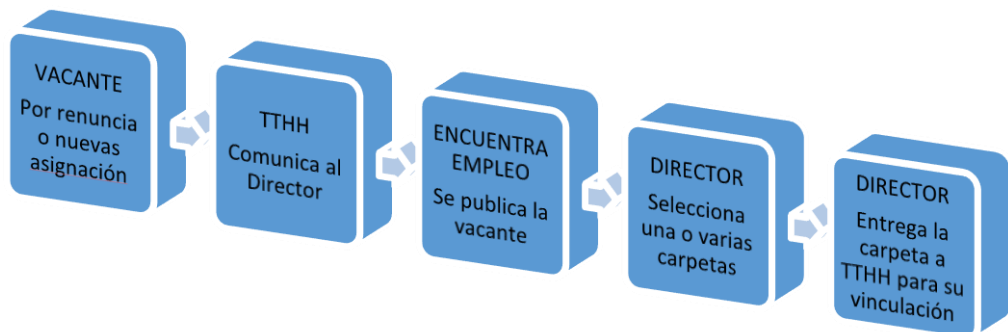 VACANTE
Por renuncia
o nuevas
asignación
TTHH
Comunica al
Director
ENCUENTRA
EMPLEO
Se publica la
vacante
DIRECTOR
Selecciona
una o varias
carpetas
DIRECTOR
Entrega la
carpeta a
TTHH para su
vinculación